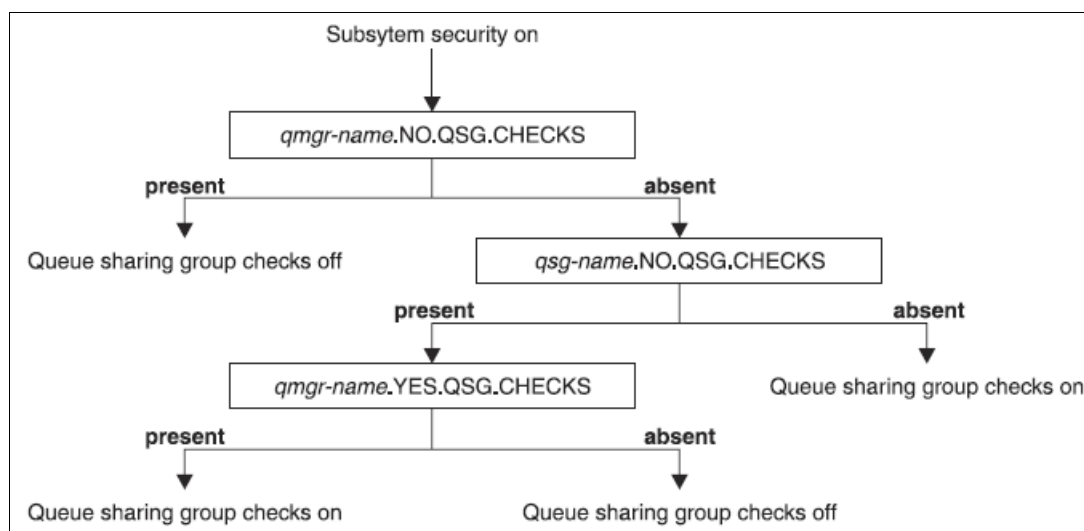 Subsytem security on
qmgr-name.NO.QSG.CHECKS
present absent
Queue sharing group checks off
qsg-name.NO.QSG.CHECKS
present absent
qmgr-name.YES.QSG.CHECKS
Queue sharing group checks on
present absent
Queue sharing group checks on Queue sharing group checks off